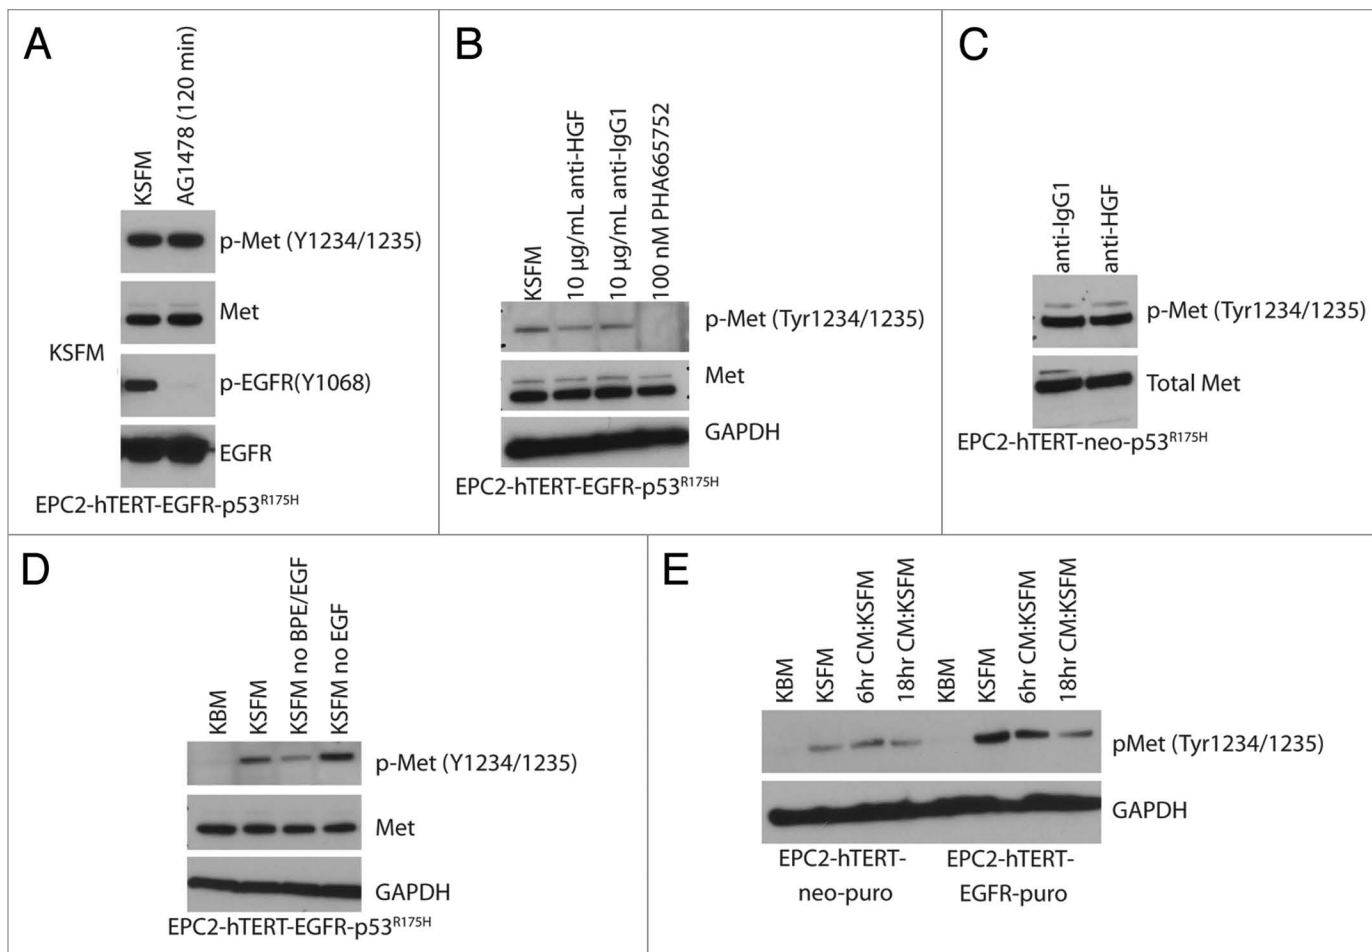 A
KSFM
AG1478 (120 min)
p-Met (Y1234/1235)
Met
KSFM
p-EGFR(Y1068)
EGFR
EPC2-hTERT-EGFR-p53R175H
B
KSFM
10 µg/mL anti-HGF
10 µg/mL anti-IgG1
100 nM PHA665752
p-Met (Tyr1234/1235)
Met
GAPDH
EPC2-hTERT-EGFR-p53R175H
C
anti-IgG1
anti-HGF
p-Met (Tyr1234/1235)
Total Met
EPC2-hTERT-neo-p53R175H
D
KBM
KSFM
KSFM no BPE/EGF
KSFM no EGF
p-Met (Y1234/1235)
Met
GAPDH
EPC2-hTERT-EGFR-p53R175H
E
KBM
KSFM
6hr CM:KSFM
18hr CM:KSFM
KBM
KSFM
6hr CM:KSFM
18hr CM:KSFM
pMet (Tyr1234/1235)
GAPDH
EPC2-hTERT-
neo-puro
EPC2-hTERT-
EGFR-puro